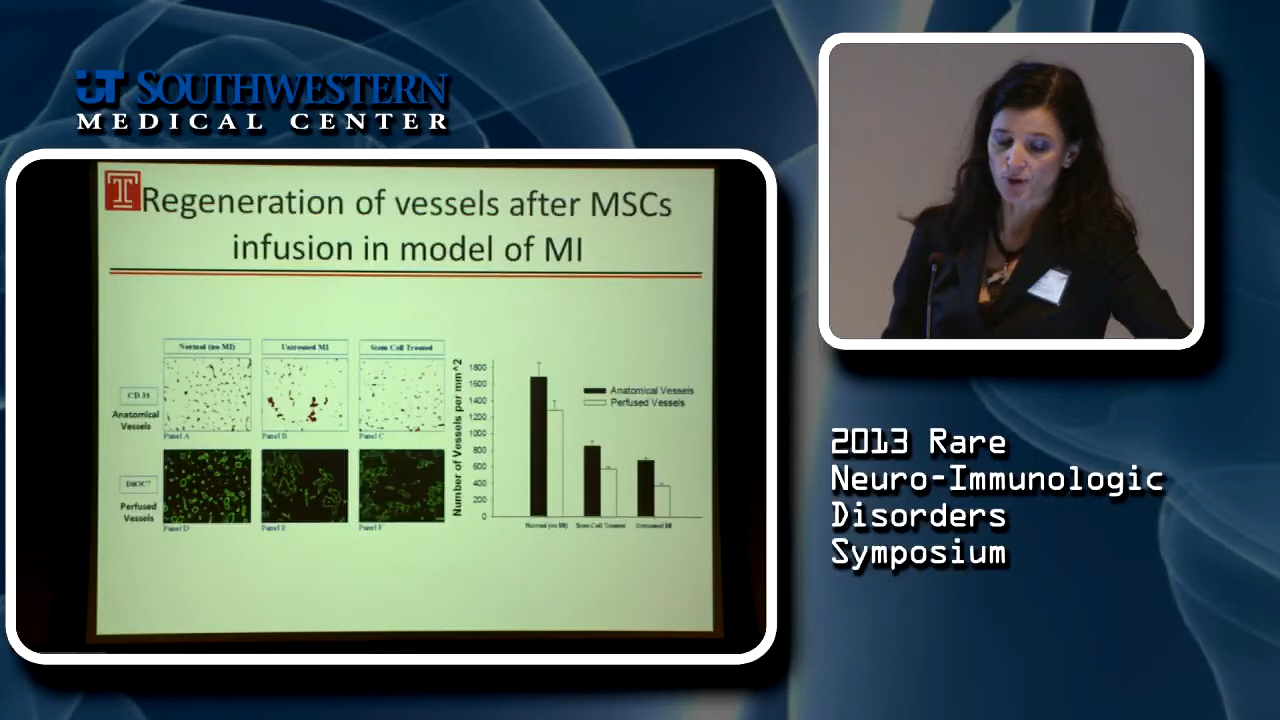 UT SOUTHWESTERN
MEDICAL CENTER
T
Regeneration of vessels after MSCs
infusion in model of MI
Normal (no MI)
Untreated MI
Stem Cell Treated
CD 31
Anatomical
Vessels
Panel A
Panel B
Panel C
Perfused
Vessels
Panel D
Panel E
Panel F
Number of Vessels per mm^2
1800
1600
1400
1200
1000
800
600
400
200
0
Anatomical Vessels
Perfused Vessels
Normal (no MI)
Stem Cell Treated
Untreated MI
2013 Rare
Neuro-Immunologic
Disorders
Symposium